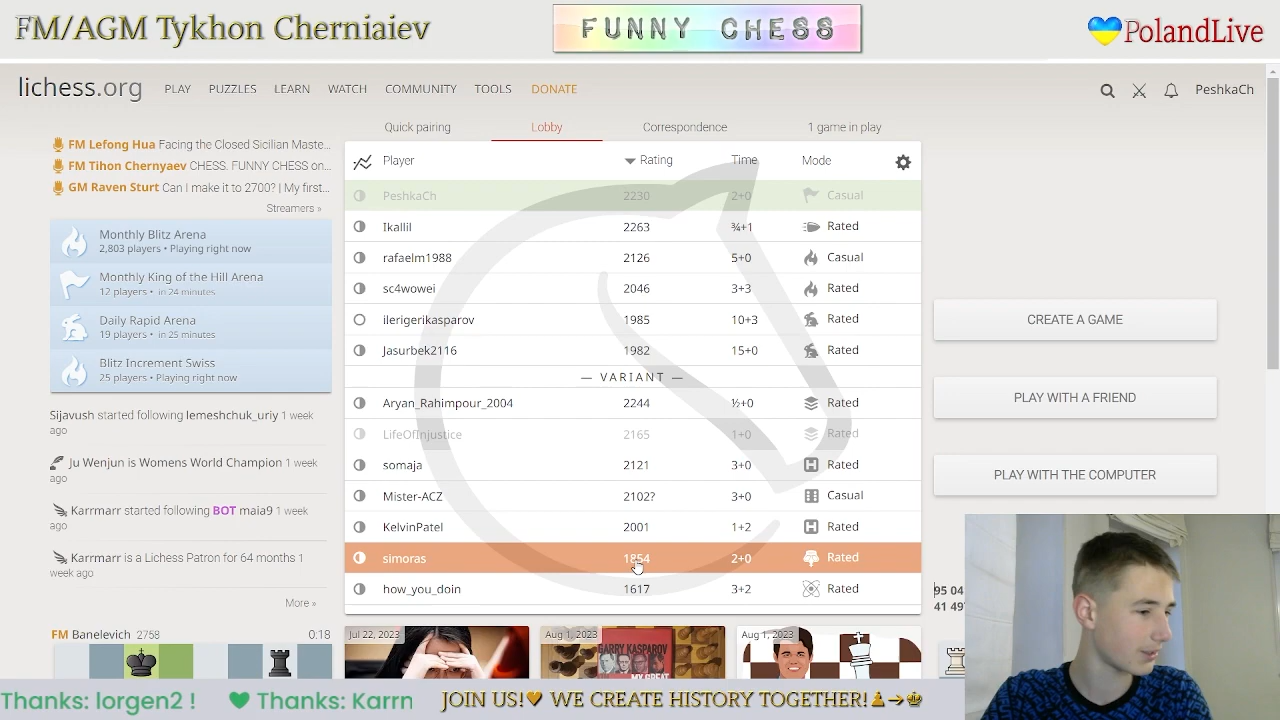 FM/AGM Tykhon Cherniaiev
FUNNY CHESS
PolandLive
lichess.org
PLAY PUZZLES LEARN WATCH COMMUNITY TOOLS DONATE
PeshkaCh
Quick pairing Lobby Correspondence 1 game in play
FM Lefong Hua Facing the Closed Sicilian Maste...
FM Tihon Chernyaev CHESS. FUNNY CHESS on...
GM Raven Sturt Can I make it to 2700? | My first...
Streamers »
Monthly Blitz Arena
2,803 players • Playing right now
Monthly King of the Hill Arena
12 players • in 24 minutes
Daily Rapid Arena
19 players • in 25 minutes
Blitz Increment Swiss
25 players • Playing right now
Sijavush started following lemeshchuk_uriy 1 week
ago
Ju Wenjun is Womens World Champion 1 week
ago
Karrmarr started following BOT maia9 1 week
ago
Karrmarr is a Lichess Patron for 64 months 1
week ago
More »
FM Banelevich 2758 0:18
Player Rating Time Mode
PeshkaCh 2230 2+0 Casual
Ikallil 2263 ¾+1 Rated
rafaelm1988 2126 5+0 Casual
sc4wowei 2046 3+3 Rated
ilerigerikasparov 1985 10+3 Rated
Jasurbek2116 1982 15+0 Rated
— VARIANT —
Aryan_Rahimpour_2004 2244 ½+0 Rated
LifeOfInjustice 2165 1+0 Rated
somaja 2121 3+0 Rated
Mister-ACZ 2102? 3+0 Casual
KelvinPatel 2001 1+2 Rated
simoras 1854 2+0 Rated
how_you_doin 1617 3+2 Rated
CREATE A GAME
PLAY WITH A FRIEND
PLAY WITH THE COMPUTER
95 04
41 49
Jul 22, 2023
Aug 1, 2023
GARRY KASPAROV
Aug 1, 2023
Thanks: lorgen2 ! Thanks: Karrn
JOIN US! WE CREATE HISTORY TOGETHER!